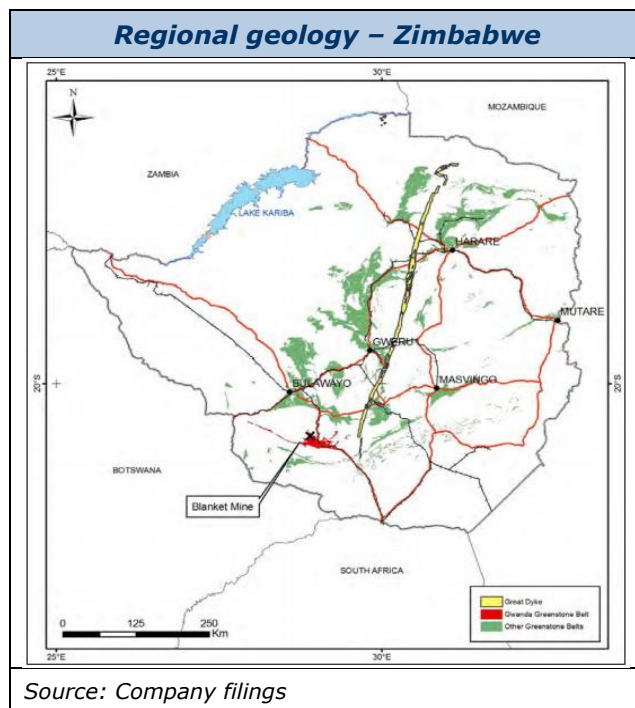 Regional geology – Zimbabwe
25°E
30°E
N
MOZAMBIQUE
ZAMBIA
LAKE KARIBA
HARARE
MUTARE
GWERU
20°S
20°S
BULAWAYO
MASVINGO
BOTSWANA
Blanket Mine
SOUTH AFRICA
Great Dyke
Gwanda Greenstone Belt
Other Greenstone Belts
0 125 250
Km
25°E
30°E
Source: Company filings